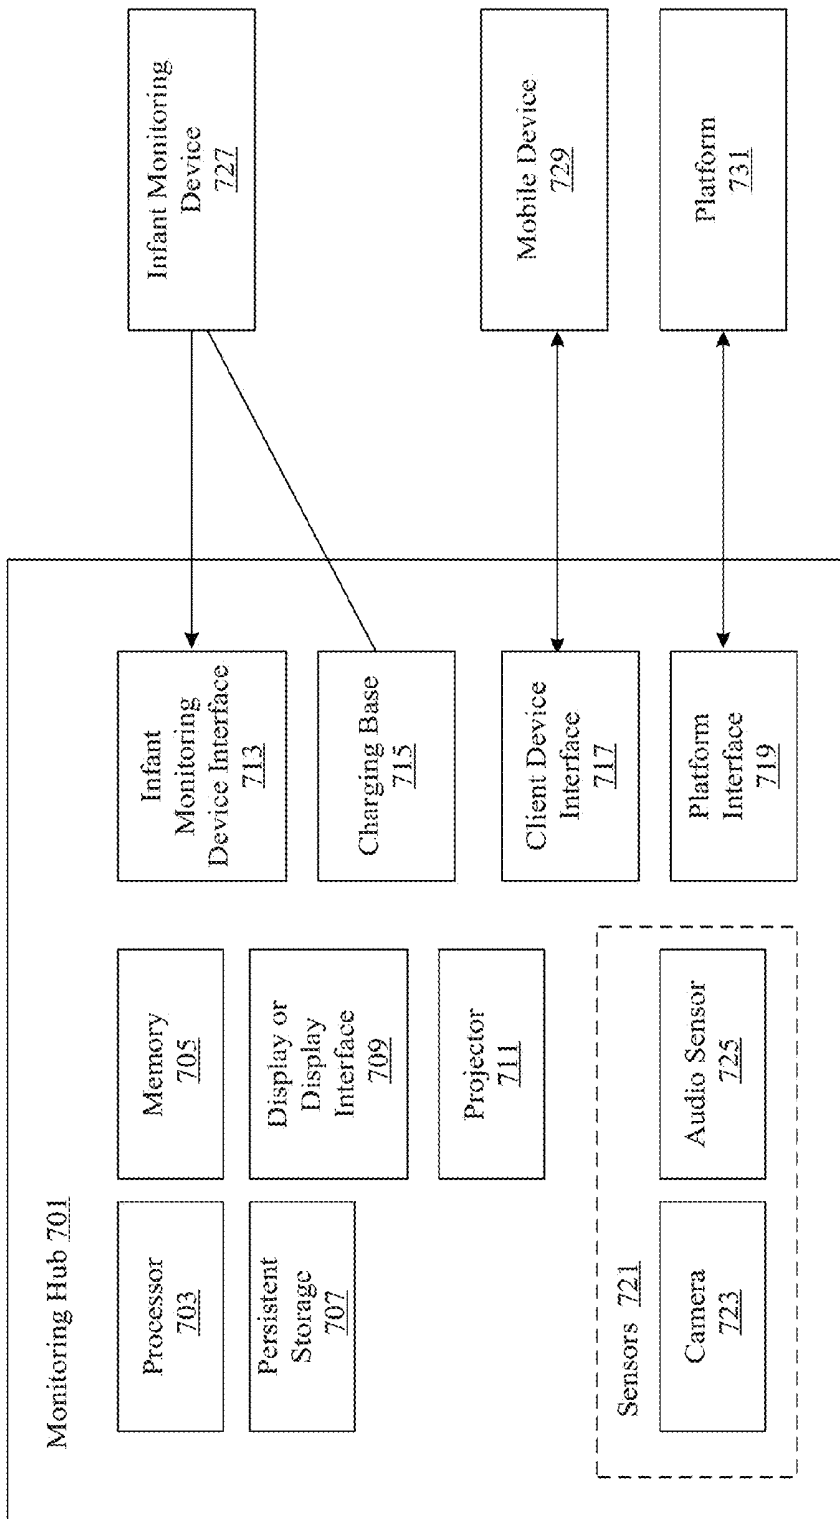 Monitoring Hub 701
Processor
703
Memory
705
Infant
Monitoring
Device Interface
713
Infant Monitoring
Device
727
Persistent
Storage
707
Display or
Display
Interface
709
Charging Base
715
Projector
711
Client Device
Interface
717
Mobile Device
729
Sensors 721
Camera
723
Audio Sensor
725
Platform
Interface
719
Platform
731